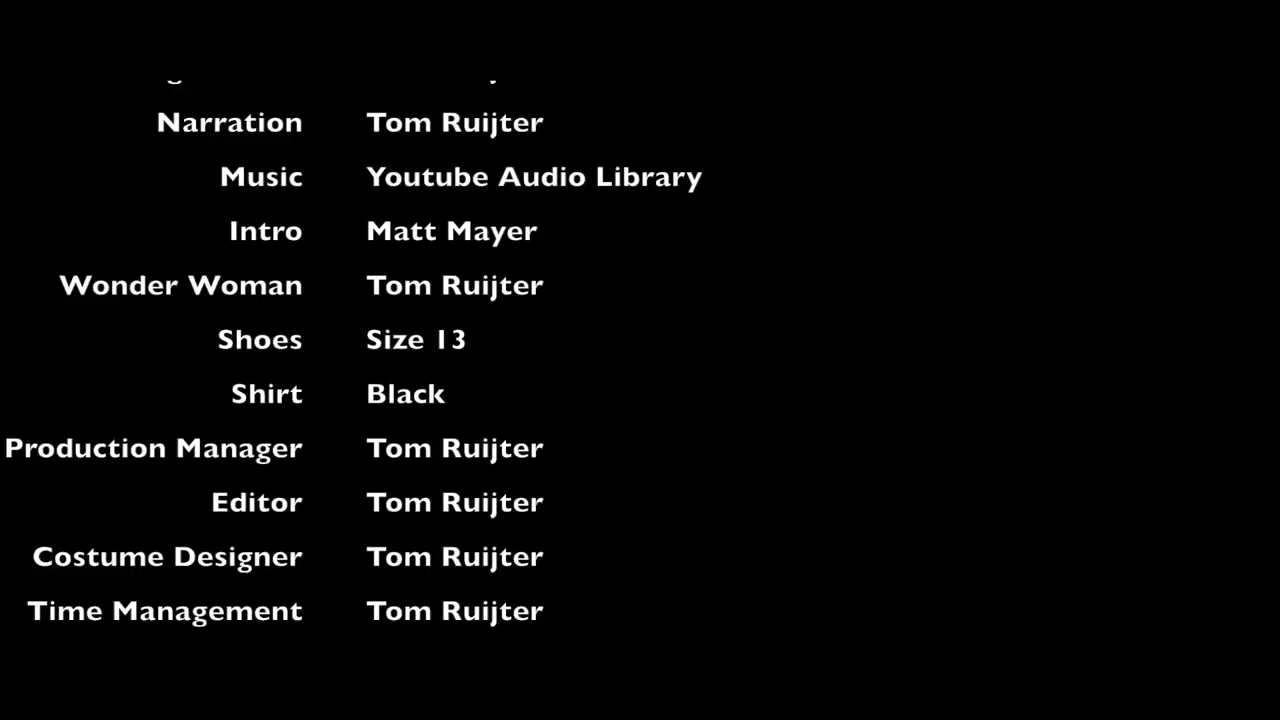 Narration Tom Ruijter
Music Youtube Audio Library
Intro Matt Mayer
Wonder Woman Tom Ruijter
Shoes Size 13
Shirt Black
Production Manager Tom Ruijter
Editor Tom Ruijter
Costume Designer Tom Ruijter
Time Management Tom Ruijter